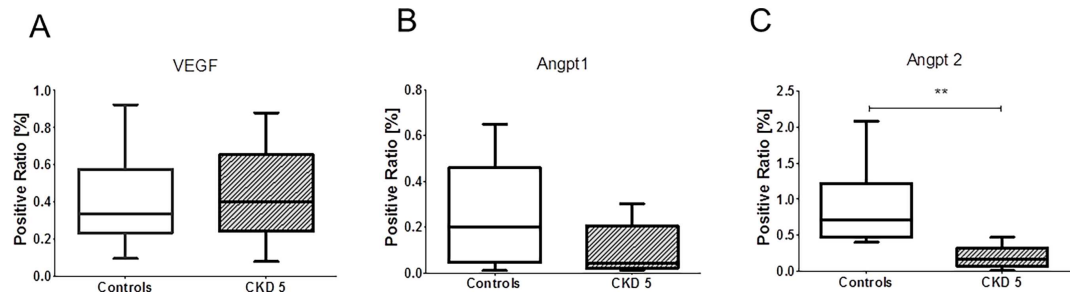 A
VEGF
Positive Ratio [%]
1.0
0.8
0.6
0.4
0.2
0.0
Controls
CKD 5
B
Angpt1
Positive Ratio [%]
0.8
0.6
0.4
0.2
0.0
Controls
CKD 5
C
Angpt 2
Positive Ratio [%]
2.5
2.0
1.5
1.0
0.5
0.0
**
Controls
CKD 5